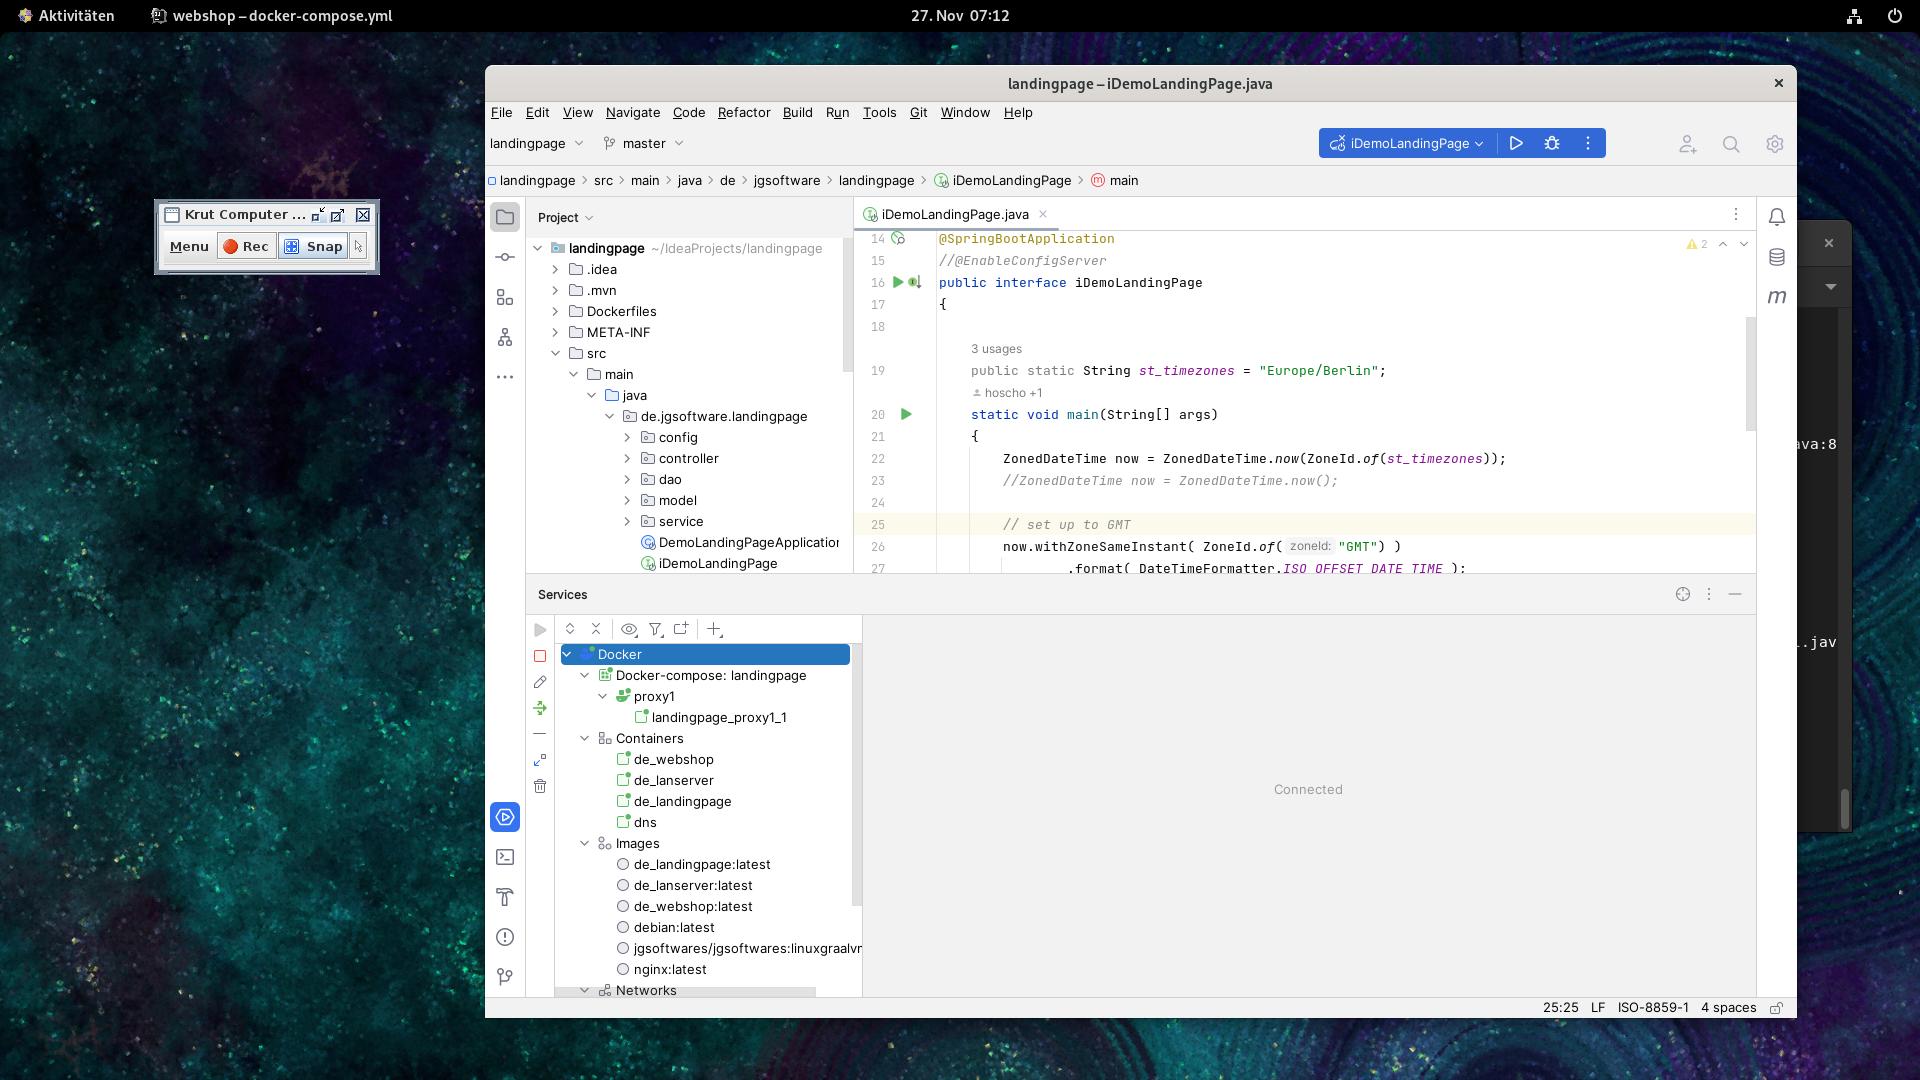 Aktivitäten webshop – docker-compose.yml 27. Nov 07:12
landingpage – iDemoLandingPage.java
File Edit View Navigate Code Refactor Build Run Tools Git Window Help
landingpage master iDemoLandingPage
landingpage src main java de jgsoftware landingpage iDemoLandingPage main
Krut Computer ...
Menu Rec Snap
Project
landingpage ~/IdeaProjects/landingpage
.idea
.mvn
Dockerfiles
META-INF
src
main
java
de.jgsoftware.landingpage
config
controller
dao
model
service
DemoLandingPageApplication
iDemoLandingPage
iDemoLandingPage.java
2
14 @SpringBootApplication
15 //@EnableConfigServer
16 public interface iDemoLandingPage
17 {
18
3 usages
19 public static String st_timezones = "Europe/Berlin";
hoscho +1
20 static void main(String[] args)
21 {
22 ZonedDateTime now = ZonedDateTime.now(ZoneId.of(st_timezones));
23 //ZonedDateTime now = ZonedDateTime.now();
24
25 // set up to GMT
26 now.withZoneSameInstant( ZoneId.of( zoneId: "GMT") )
27 .format( DateTimeFormatter.ISO_OFFSET_DATE_TIME );
m
ava:8
.jav
Services
Docker
Docker-compose: landingpage
proxy1
landingpage_proxy1_1
Containers
de_webshop
de_lanserver
de_landingpage
dns
Images
de_landingpage:latest
de_lanserver:latest
de_webshop:latest
debian:latest
jgsoftwares/jgsoftwares:linuxgraalvm
nginx:latest
Networks
Connected
25:25 LF ISO-8859-1 4 spaces